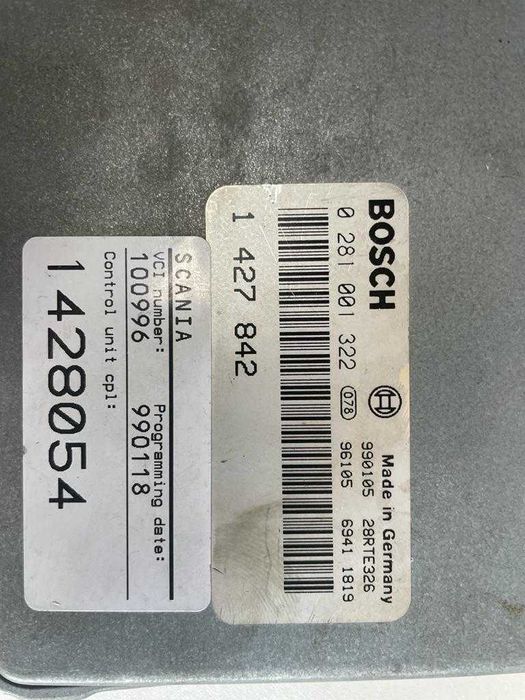 BOSCH
Made in Germany
0 281 001 322
078
990105 28RTE326
96105 6941 1819
1 427 842
SCANIA
VCI number: Programming date:
100996 990118
Control unit cpl:
1428054